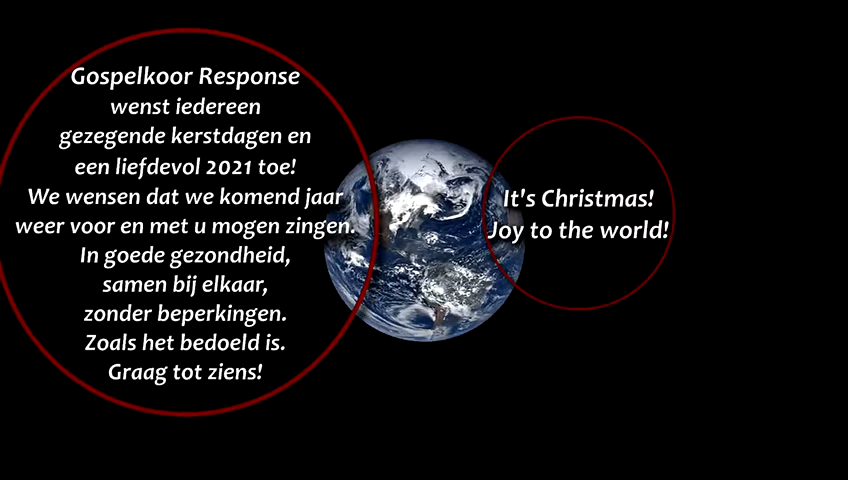 Gospelkoor Response
wenst iedereen
gezegende kerstdagen en
een liefdevol 2021 toe!
We wensen dat we komend jaar
weer voor en met u mogen zingen.
In goede gezondheid,
samen bij elkaar,
zonder beperkingen.
Zoals het bedoeld is.
Graag tot ziens!
It's Christmas!
Joy to the world!